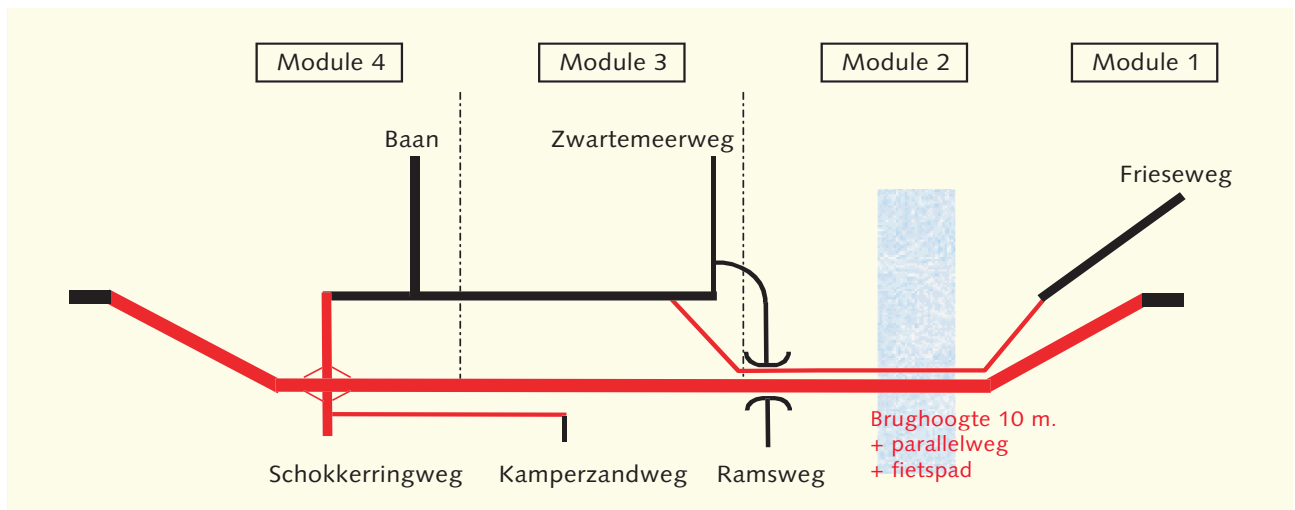 Module 4
Module 3
Module 2
Module 1
Baan
Zwartemeerweg
Frieseweg
Brughoogte 10 m.
+ parallelweg
+ fietspad
Schokkerringweg
Kamperzandweg
Ramsweg